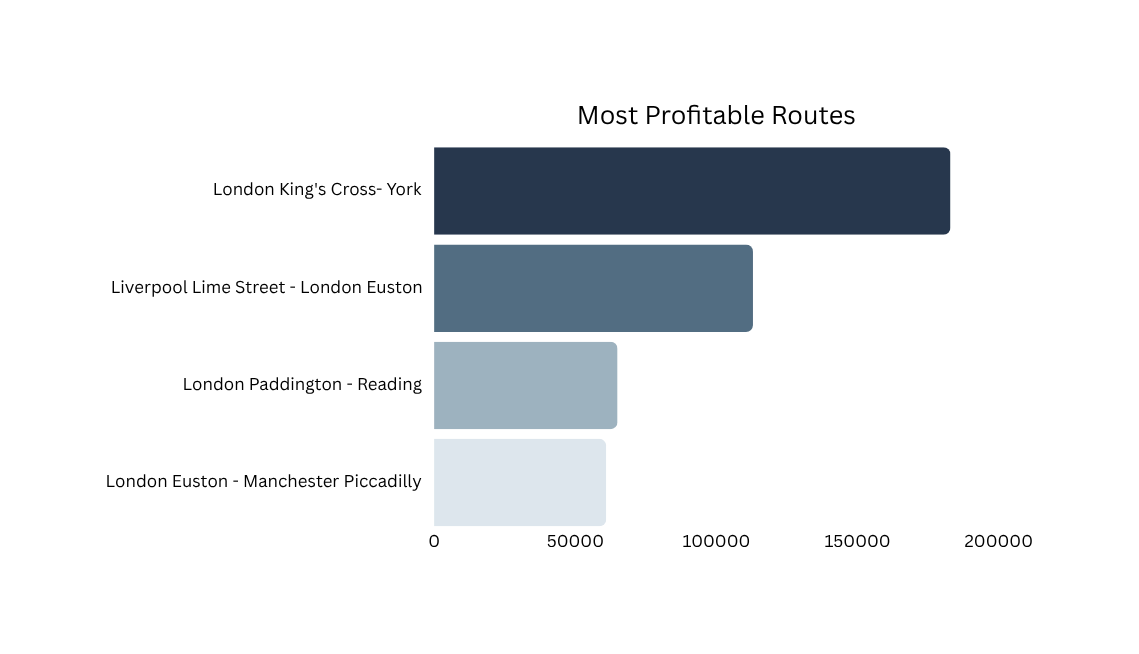 Most Profitable Routes
London King's Cross- York
Liverpool Lime Street - London Euston
London Paddington - Reading
London Euston - Manchester Piccadilly
0 50000 100000 150000 200000